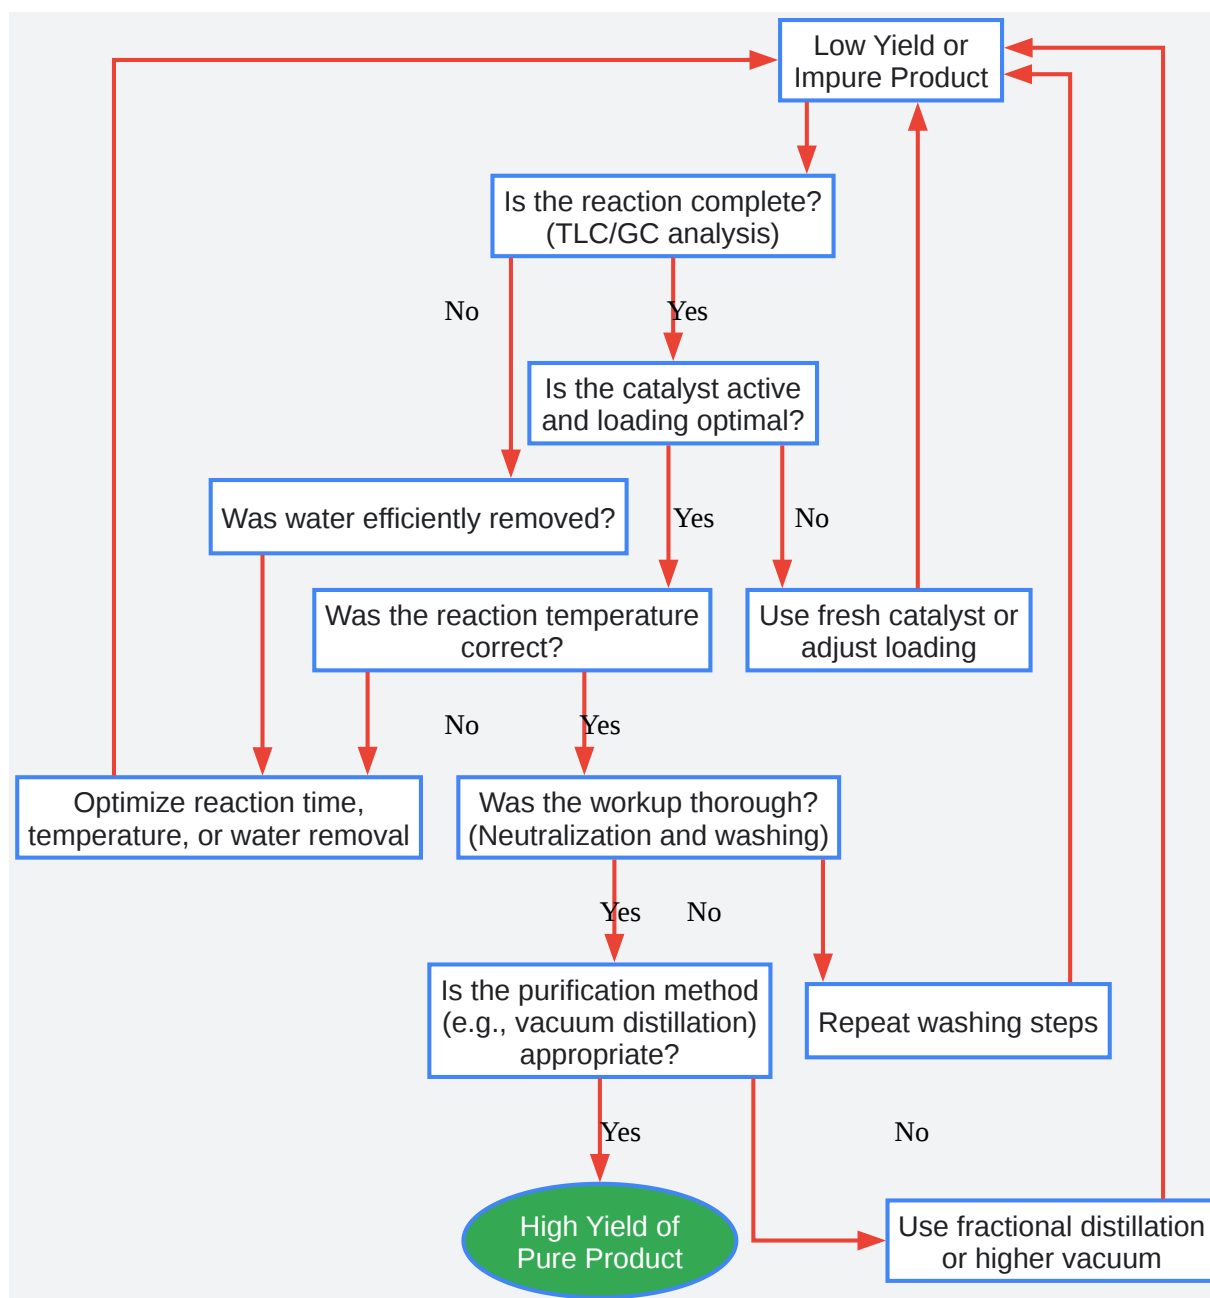 Low Yield or
Impure Product
Is the reaction complete?
(TLC/GC analysis)
No
Yes
Is the catalyst active
and loading optimal?
Was water efficiently removed?
Yes
No
Was the reaction temperature
correct?
Use fresh catalyst or
adjust loading
No
Yes
Optimize reaction time,
temperature, or water removal
Was the workup thorough?
(Neutralization and washing)
Yes
No
Is the purification method
(e.g., vacuum distillation)
appropriate?
Repeat washing steps
Yes
No
High Yield of
Pure Product
Use fractional distillation
or higher vacuum